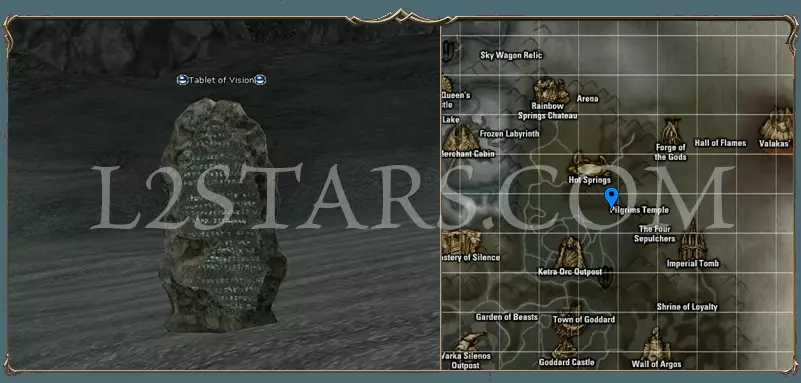 Tablet of Vision
L2STARS.COM
Sky Wagon Relic
Queen's
tle
Rainbow
Springs Chateau
Arena
Lake
Frozen Labyrinth
Merchant Cabin
Forge of
the Gods
Hall of Flames
Valakas'
Hot Springs
Pilgrims Temple
The Four
Sepulchers
astery of Silence
Ketra Orc Outpost
Imperial Tomb
Shrine of Loyalty
Garden of Beasts
Town of Goddard
Varka Silenos
Outpost
Goddard Castle
Wall of Argos